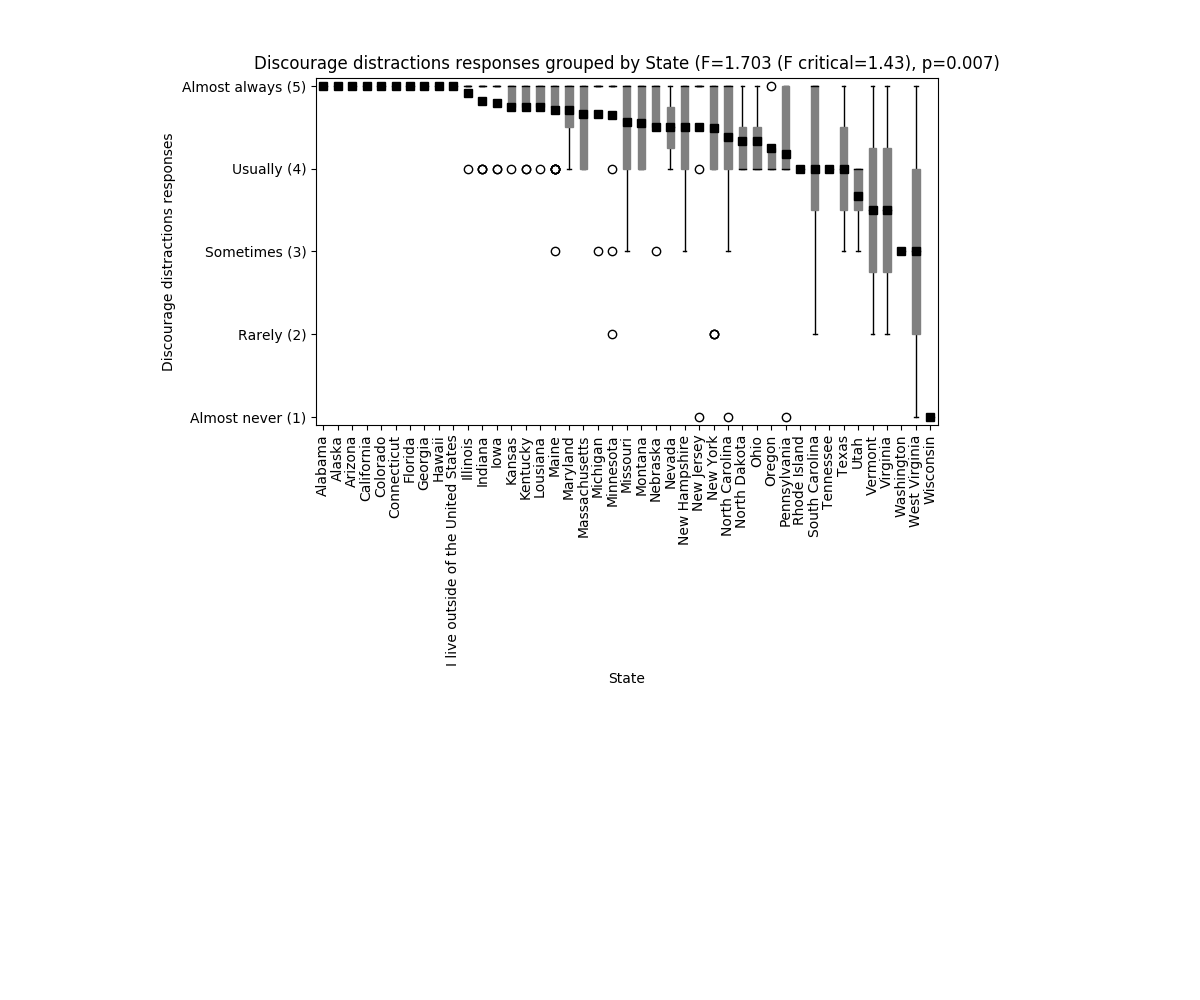 Discourage distractions responses grouped by State (F=1.703 (F critical=1.43), p=0.007)
Discourage distractions responses
Almost always (5)
Usually (4)
Sometimes (3)
Rarely (2)
Almost never (1)
Alabama
Alaska
Arizona
California
Colorado
Connecticut
Florida
Georgia
Hawaii
I live outside of the United States
Illinois
Indiana
Iowa
Kansas
Kentucky
Lousiana
Maine
Maryland
Massachusetts
Michigan
Minnesota
Missouri
Montana
Nebraska
Nevada
New Hampshire
New Jersey
New York
North Carolina
North Dakota
Ohio
Oregon
Pennsylvania
Rhode Island
South Carolina
Tennessee
Texas
Utah
Vermont
Virginia
Washington
West Virginia
Wisconsin
State